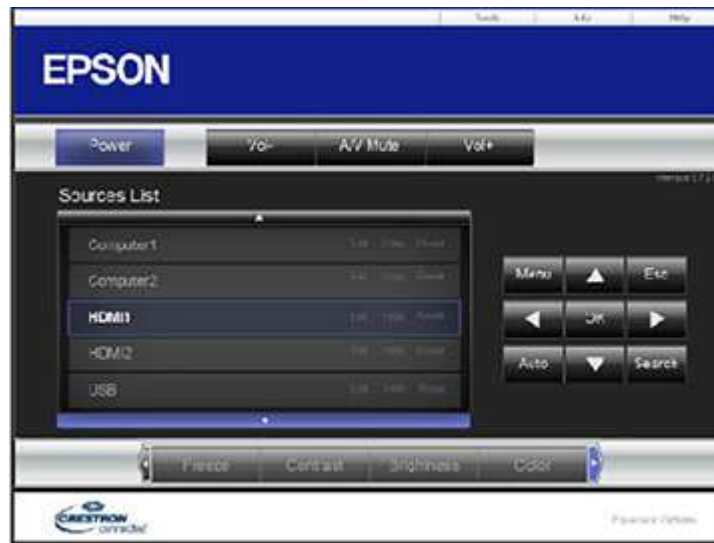 Tools Info Help
EPSON
Power Vol- A/V Mute Vol+
Sources List
Computer1
Computer2
HDMI1
HDMI2
USB
Menu Esc
OK
Auto Search
Freeze Contrast Brightness Color
CRESTRON
connected